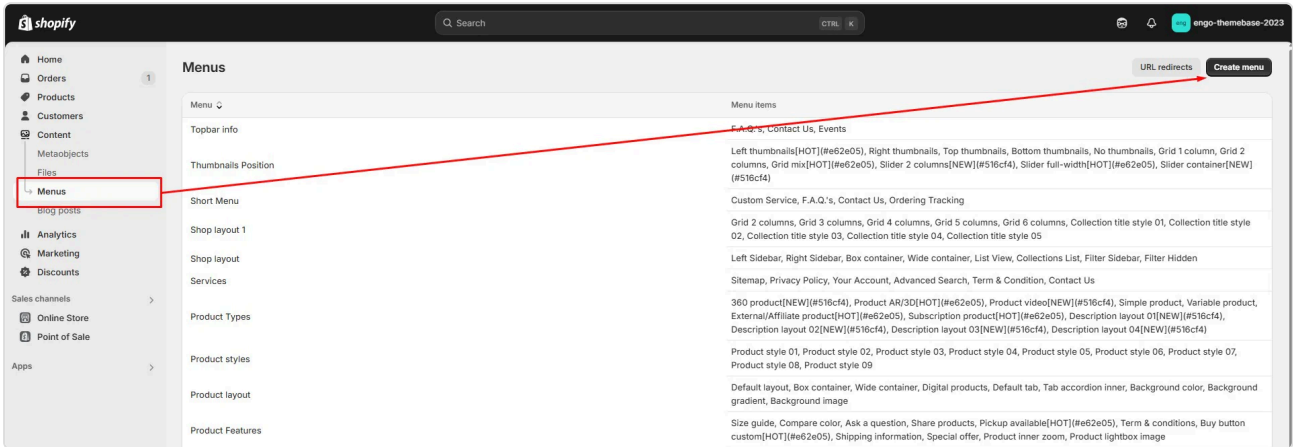 shopify
Search
CTRL K
eng
engo-themebase-2023
Home
Orders
1
Products
Customers
Content
Metaobjects
Files
Menus
Blog posts
Analytics
Marketing
Discounts
Sales channels
Online Store
Point of Sale
Apps
Menus
URL redirects
Create menu
Menu
Menu items
Topbar info
F.A.Q.'s, Contact Us, Events
Thumbnails Position
Left thumbnails[HOT](#e62e05), Right thumbnails, Top thumbnails, Bottom thumbnails, No thumbnails, Grid 1 column, Grid 2
columns, Grid mix[HOT](#e62e05), Slider 2 columns[NEW](#516cf4), Slider full-width[HOT](#e62e05), Slider container[NEW]
(#516cf4)
Short Menu
Custom Service, F.A.Q.'s, Contact Us, Ordering Tracking
Shop layout 1
Grid 2 columns, Grid 3 columns, Grid 4 columns, Grid 5 columns, Grid 6 columns, Collection title style 01, Collection title style
02, Collection title style 03, Collection title style 04, Collection title style 05
Shop layout
Left Sidebar, Right Sidebar, Box container, Wide container, List View, Collections List, Filter Sidebar, Filter Hidden
Services
Sitemap, Privacy Policy, Your Account, Advanced Search, Term & Condition, Contact Us
Product Types
360 product[NEW](#516cf4), Product AR/3D[HOT](#e62e05), Product video[NEW](#516cf4), Simple product, Variable product,
External/Affiliate product[HOT](#e62e05), Subscription product[HOT](#e62e05), Description layout 01[NEW](#516cf4),
Description layout 02[NEW](#516cf4), Description layout 03[NEW](#516cf4), Description layout 04[NEW](#516cf4)
Product styles
Product style 01, Product style 02, Product style 03, Product style 04, Product style 05, Product style 06, Product style 07,
Product style 08, Product style 09
Product layout
Default layout, Box container, Wide container, Digital products, Default tab, Tab accordion inner, Background color, Background
gradient, Background image
Product Features
Size guide, Compare color, Ask a question, Share products, Pickup available[HOT](#e62e05), Term & conditions, Buy button
custom[HOT](#e62e05), Shipping information, Special offer, Product inner zoom, Product lightbox image